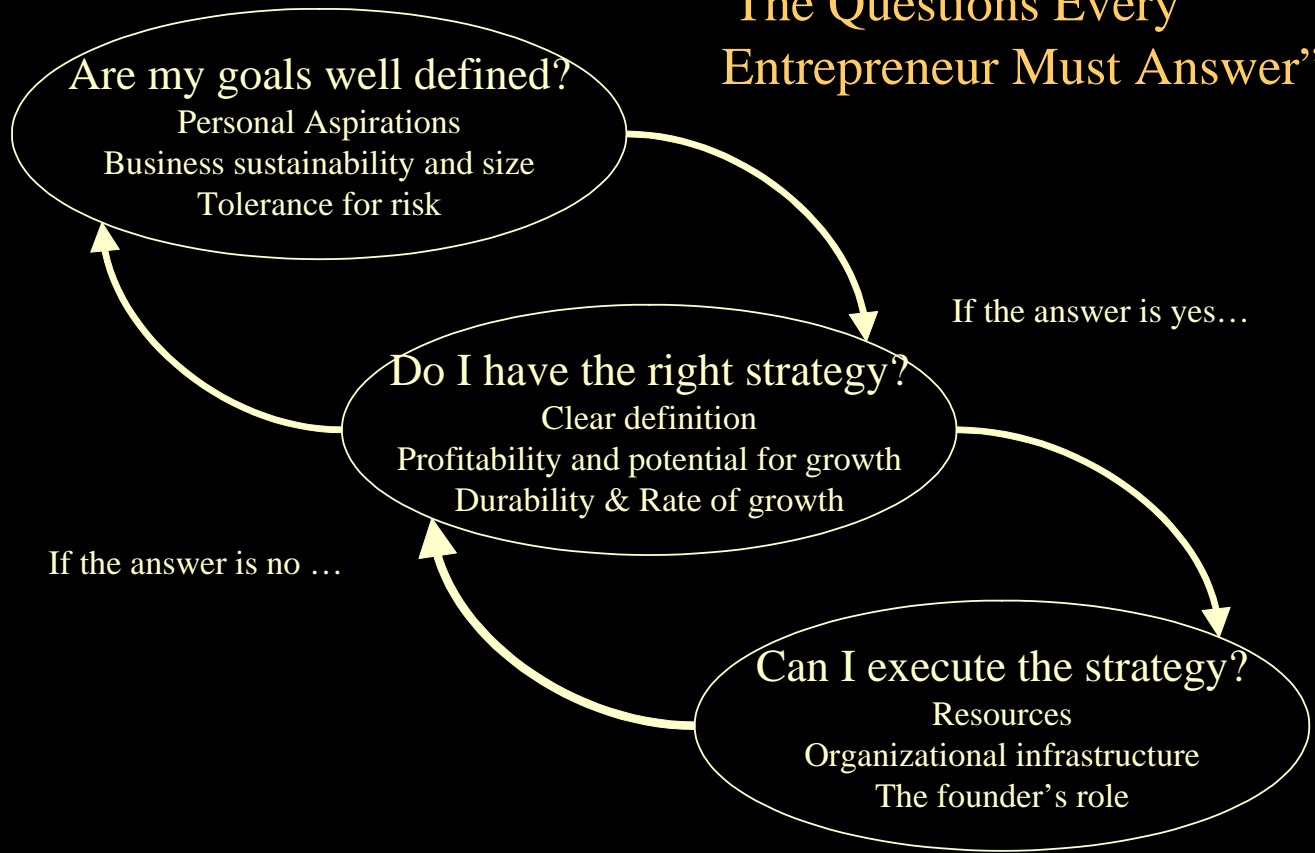 The Questions Every
Entrepreneur Must Answer”
Are my goals well defined?
Personal Aspirations
Business sustainability and size
Tolerance for risk
If the answer is yes…
Do I have the right strategy?
Clear definition
Profitability and potential for growth
Durability & Rate of growth
If the answer is no …
Can I execute the strategy?
Resources
Organizational infrastructure
The founder’s role